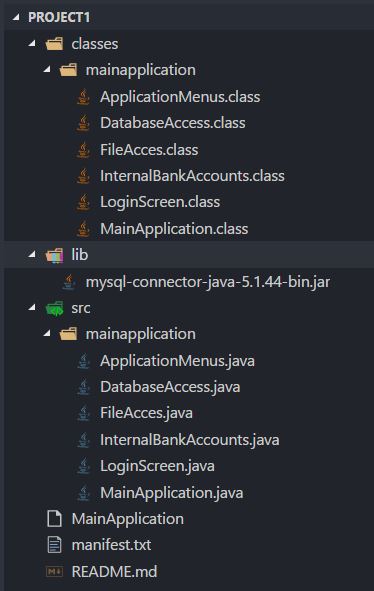 PROJECT1
classes
mainapplication
ApplicationMenus.class
DatabaseAccess.class
FileAcces.class
InternalBankAccounts.class
LoginScreen.class
MainApplication.class
lib
mysql-connector-java-5.1.44-bin.jar
src
mainapplication
ApplicationMenus.java
DatabaseAccess.java
FileAcces.java
InternalBankAccounts.java
LoginScreen.java
MainApplication.java
MainApplication
manifest.txt
README.md